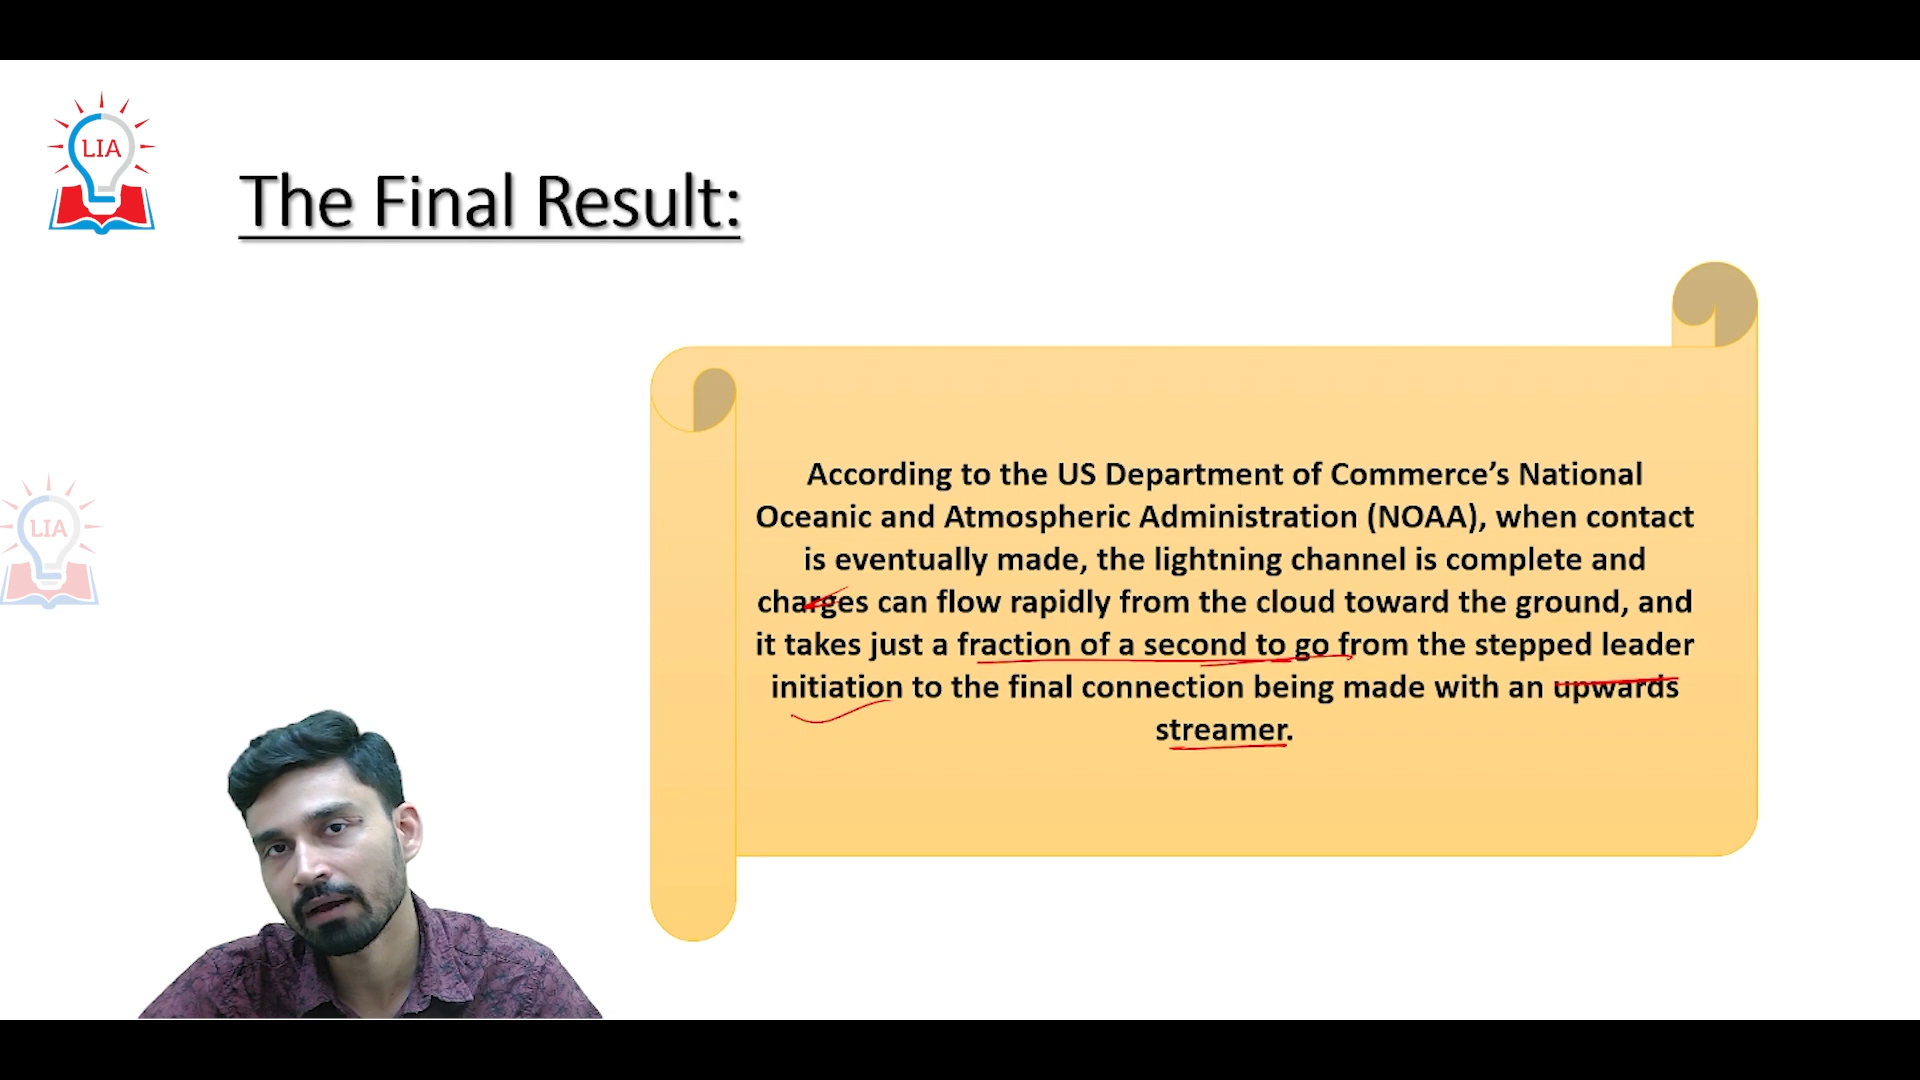 LIA
The Final Result:
According to the US Department of Commerce’s National
Oceanic and Atmospheric Administration (NOAA), when contact
is eventually made, the lightning channel is complete and
charges can flow rapidly from the cloud toward the ground, and
it takes just a fraction of a second to go from the stepped leader
initiation to the final connection being made with an upwards
streamer.
LIA